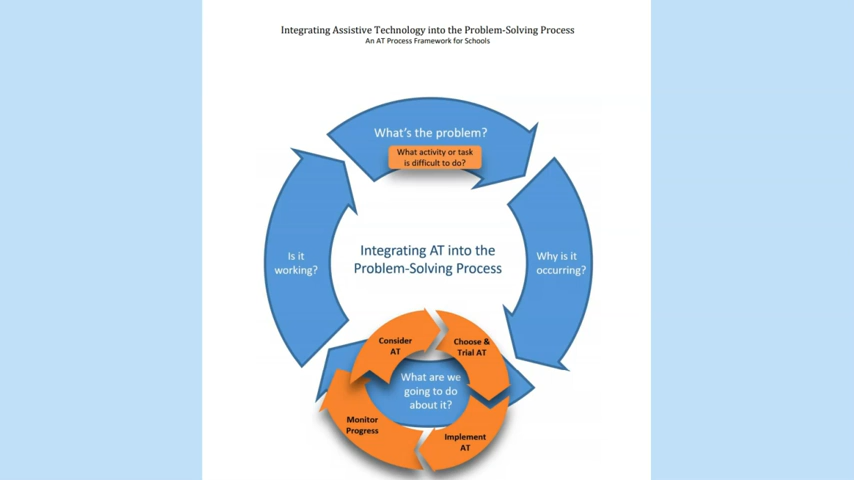 Integrating Assistive Technology into the Problem-Solving Process
An AT Process Framework for Schools
What's the problem?
What activity or task
is difficult to do?
Is it
working?
Integrating AT into the
Problem-Solving Process
Why is it
occurring?
Consider
AT
Choose &
Trial AT
What are we
going to do
about it?
Monitor
Progress
Implement
AT